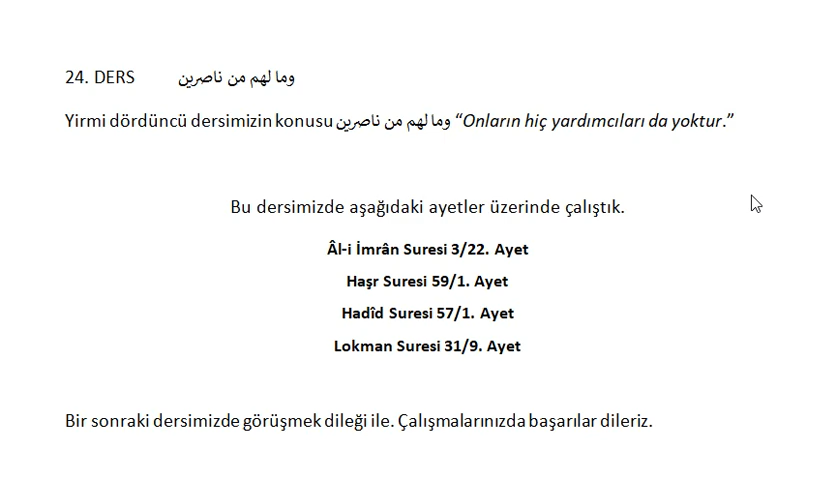 24. DERS وما لهم من ناصرين
Yirmi dördüncü dersimizin konusu وما لهم من ناصرين “Onların hiç yardımcıları da yoktur.”
Bu dersimizde aşağıdaki ayetler üzerinde çalıştık.
Âl-i İmrân Suresi 3/22. Ayet
Haşr Suresi 59/1. Ayet
Hadîd Suresi 57/1. Ayet
Lokman Suresi 31/9. Ayet
Bir sonraki dersimizde görüşmek dileği ile. Çalışmalarınızda başarılar dileriz.